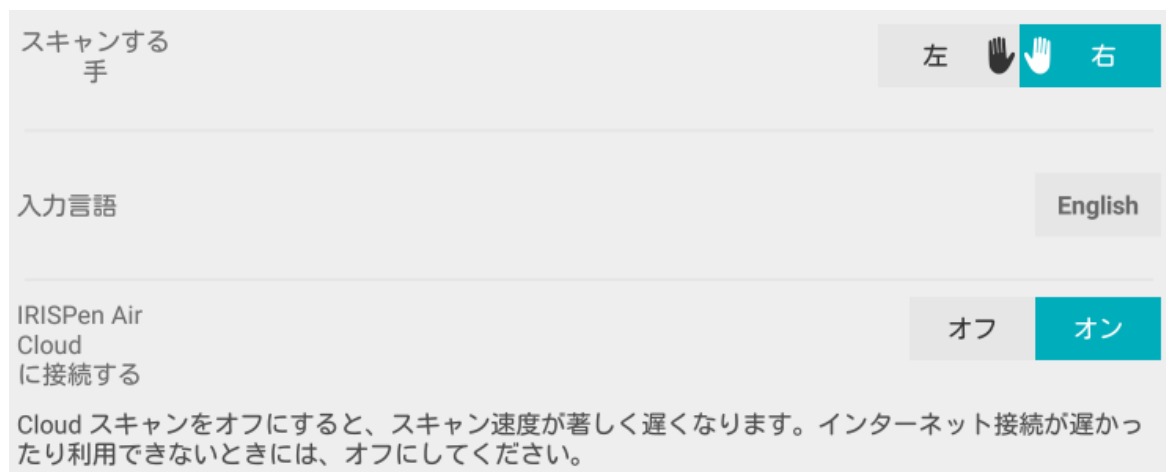 スキャンする
手
左
右
入力言語
English
IRISPen Air
Cloud
に接続する
オフ
オン
Cloud スキャンをオフにすると、スキャン速度が著しく遅くなります。インターネット接続が遅かっ
たり利用できないときには、オフにしてください。